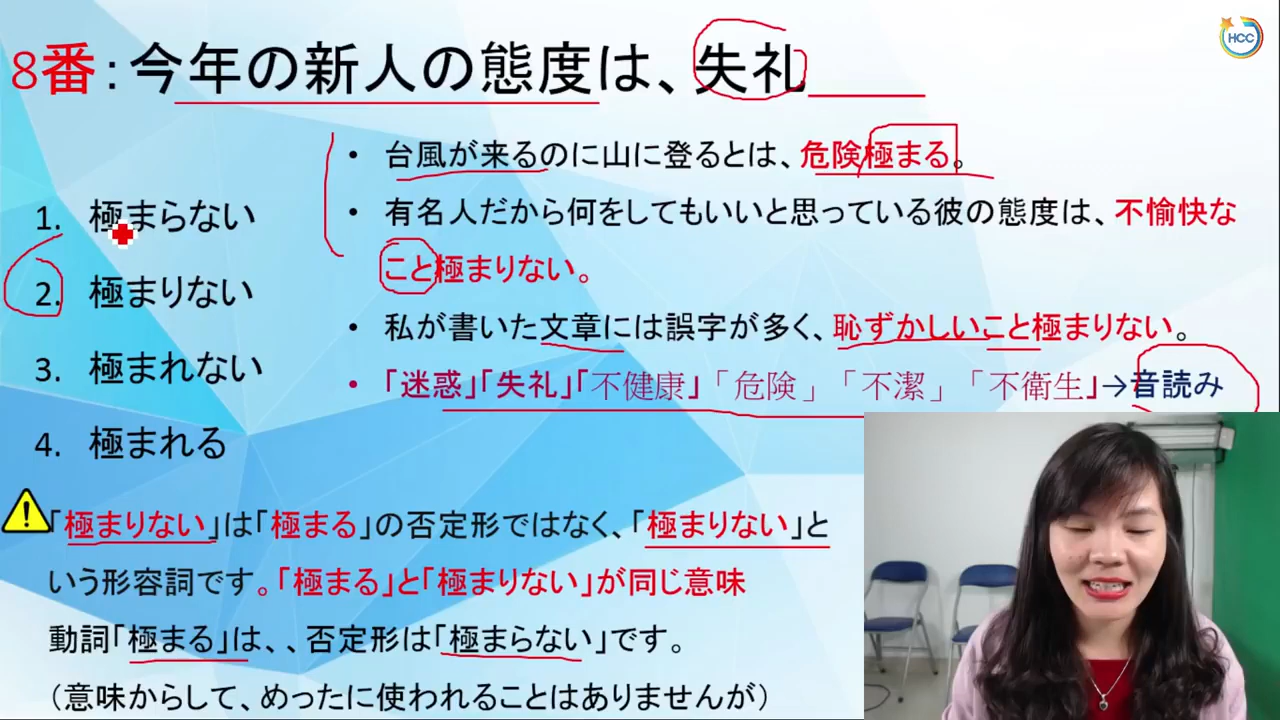 HCC
8番：今年の新人の態度は、失礼______
• 台風が来るのに山に登るとは、危険極まる。
• 有名人だから何をしてもいいと思っている彼の態度は、不愉快な
こと極まりない。
• 私が書いた文章には誤字が多く、恥ずかしいこと極まりない。
• 「迷惑」「失礼」「不健康」「危険」「不潔」「不衛生」→音読み
1. 極まらない
2. 極まりない
3. 極まれない
4. 極まれる
「極まりない」は「極まる」の否定形ではなく、「極まりない」と
いう形容詞です。「極まる」と「極まりない」が同じ意味
動詞「極まる」は、、否定形は「極まらない」です。
（意味からして、めったに使われることはありませんが）